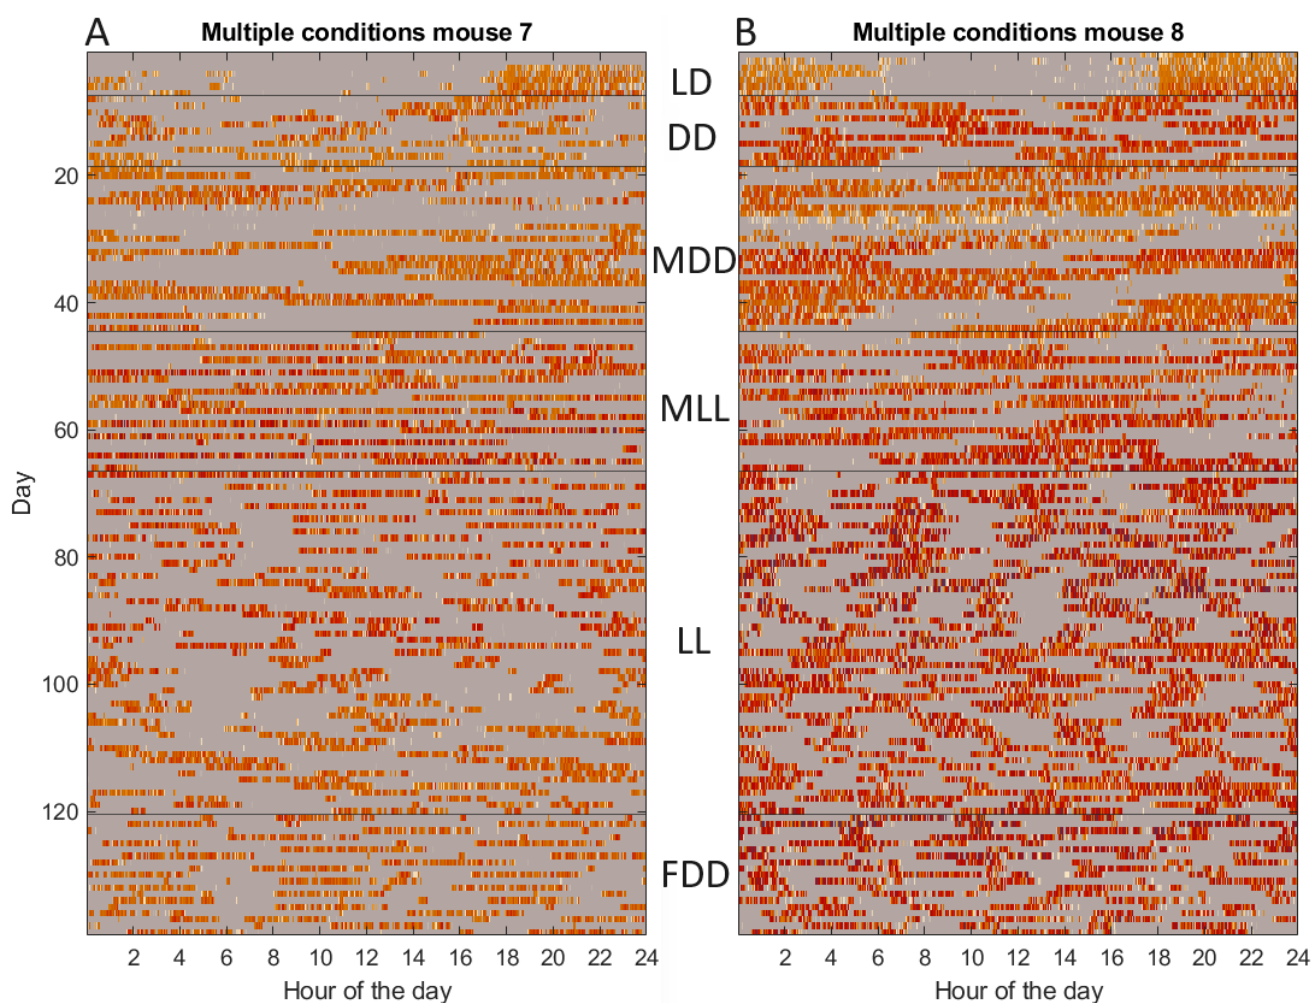 A
Multiple conditions mouse 7
B
Multiple conditions mouse 8
LD
DD
MDD
MLL
LL
FDD
Day
20
40
60
80
100
120
2 4 6 8 10 12 14 16 18 20 22 24
Hour of the day
2 4 6 8 10 12 14 16 18 20 22 24
Hour of the day